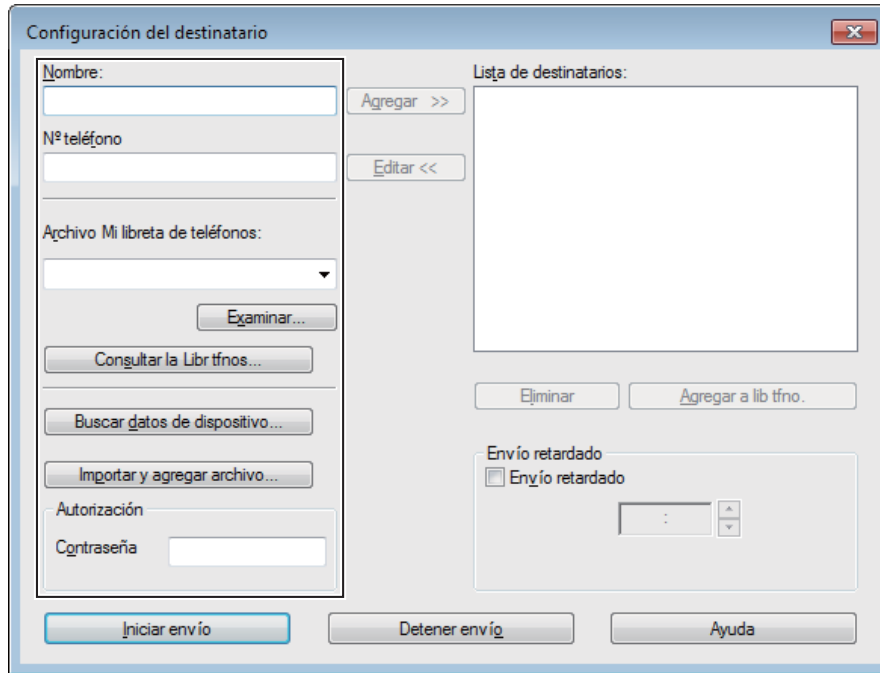 Configuración del destinatario
Nombre:
Agregar >>
Nº teléfono
Editar <<
Archivo Mi libreta de teléfonos:
Examinar...
Consultar la Libr tfnos...
Buscar datos de dispositivo...
Importar y agregar archivo...
Autorización
Contraseña
Lista de destinatarios:
Eliminar
Agregar a lib tfno.
Envío retardado
Envío retardado
:
Iniciar envío
Detener envío
Ayuda